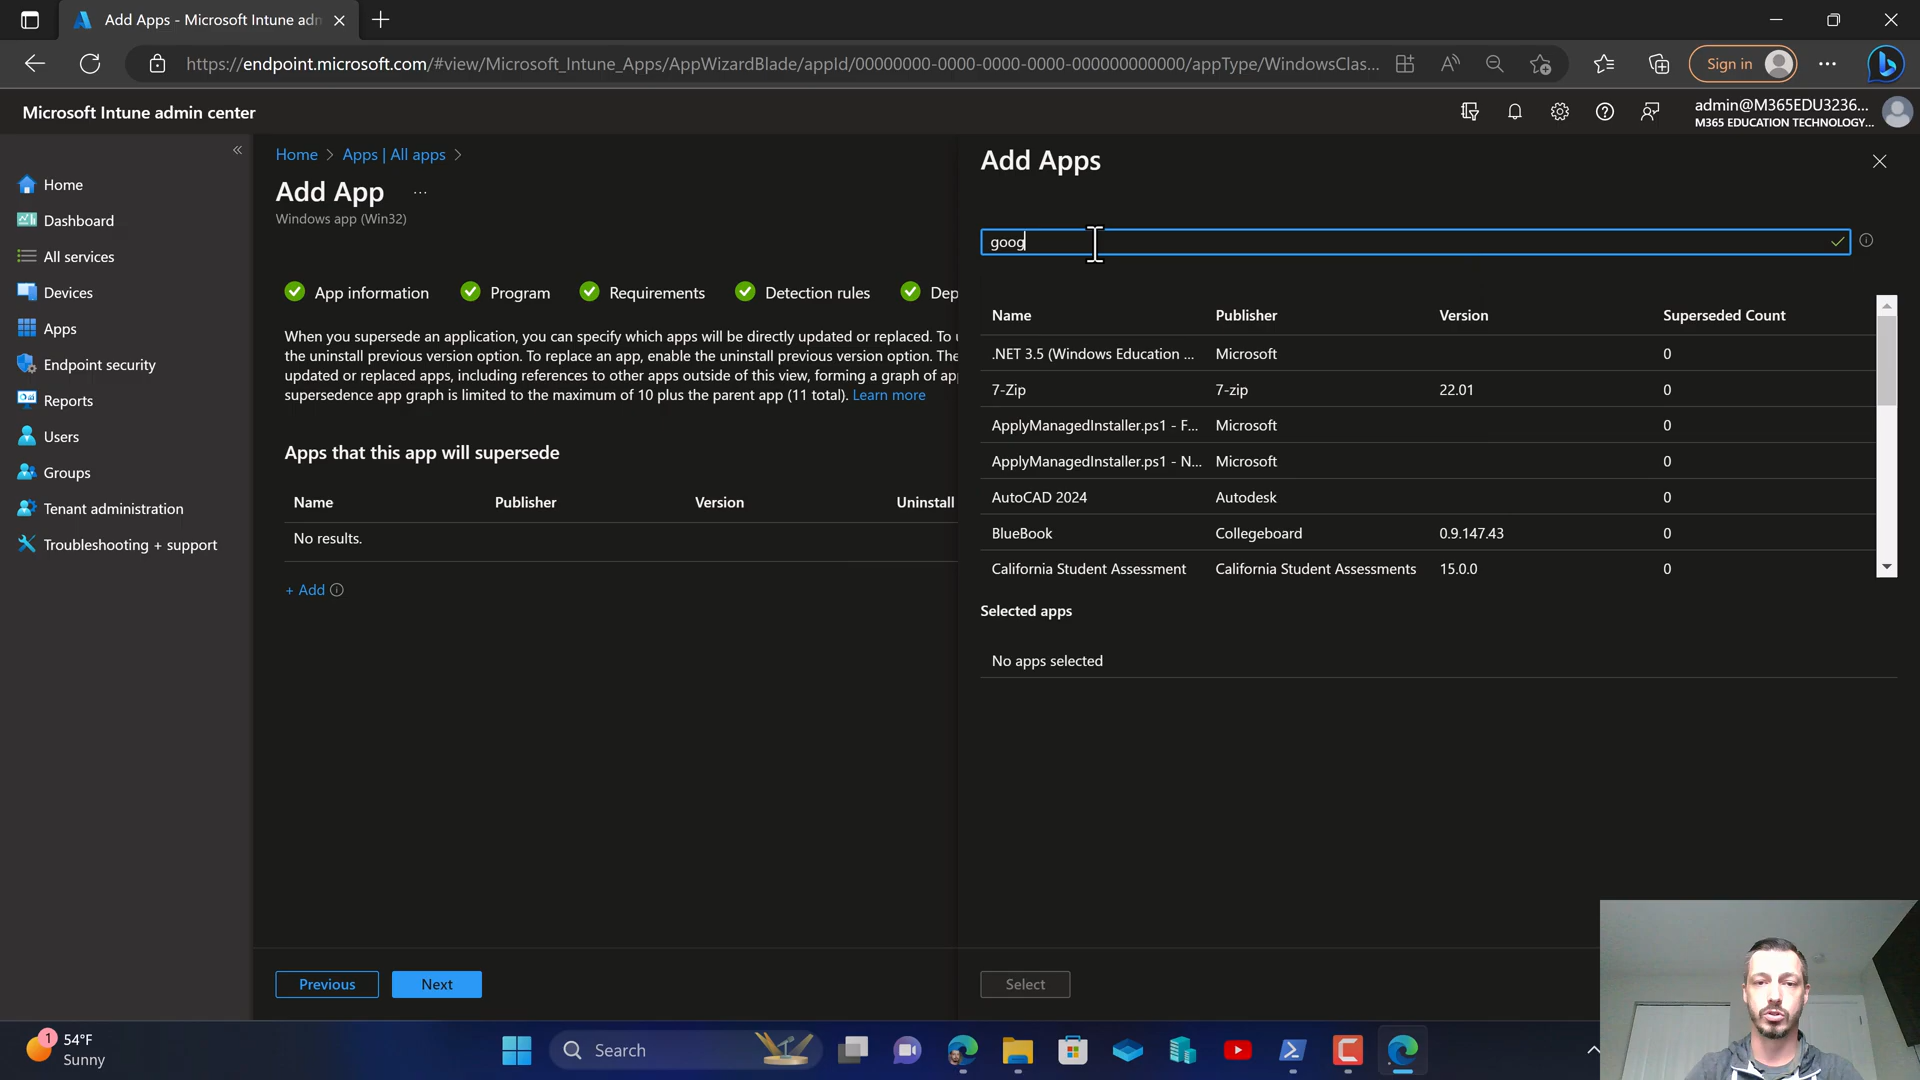 Add Apps - Microsoft Intune adn
https://endpoint.microsoft.com/#view/Microsoft_Intune_Apps/AppWizardBlade/appId/00000000-0000-0000-0000-000000000000/appType/WindowsClas...
Sign in
Microsoft Intune admin center
admin@M365EDU3236...
M365 EDUCATION TECHNOLOGY...
Home
Dashboard
All services
Devices
Apps
Endpoint security
Reports
Users
Groups
Tenant administration
Troubleshooting + support
Home > Apps | All apps >
Add App ...
Windows app (Win32)
App information Program Requirements Detection rules Dep
When you supersede an application, you can specify which apps will be directly updated or replaced. To u
the uninstall previous version option. To replace an app, enable the uninstall previous version option. The
updated or replaced apps, including references to other apps outside of this view, forming a graph of ap
supersedence app graph is limited to the maximum of 10 plus the parent app (11 total). Learn more
Apps that this app will supersede
Name Publisher Version Uninstall
No results.
+ Add
Previous Next
Add Apps
goog
Name Publisher Version Superseded Count
.NET 3.5 (Windows Education ... Microsoft 0
7-Zip 7-zip 22.01 0
ApplyManagedInstaller.ps1 - F... Microsoft 0
ApplyManagedInstaller.ps1 - N... Microsoft 0
AutoCAD 2024 Autodesk 0
BlueBook Collegeboard 0.9.147.43 0
California Student Assessment California Student Assessments 15.0.0 0
Selected apps
No apps selected
Select
1
54°F
Sunny
Search